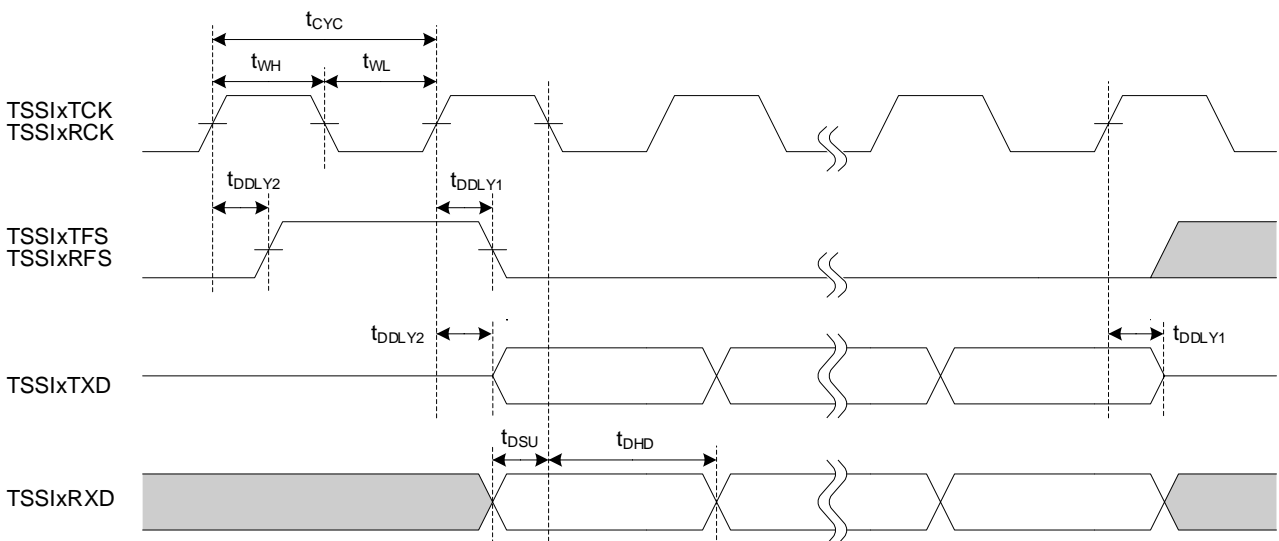 tCYC
tWH
tWL
TSSIxTCK
TSSIxRCK
tDDLY2
tDDLY1
TSSIxTFS
TSSIxRFS
tDDLY2
tDDLY1
TSSIxTXD
tDSU
tDHD
TSSIxRXD